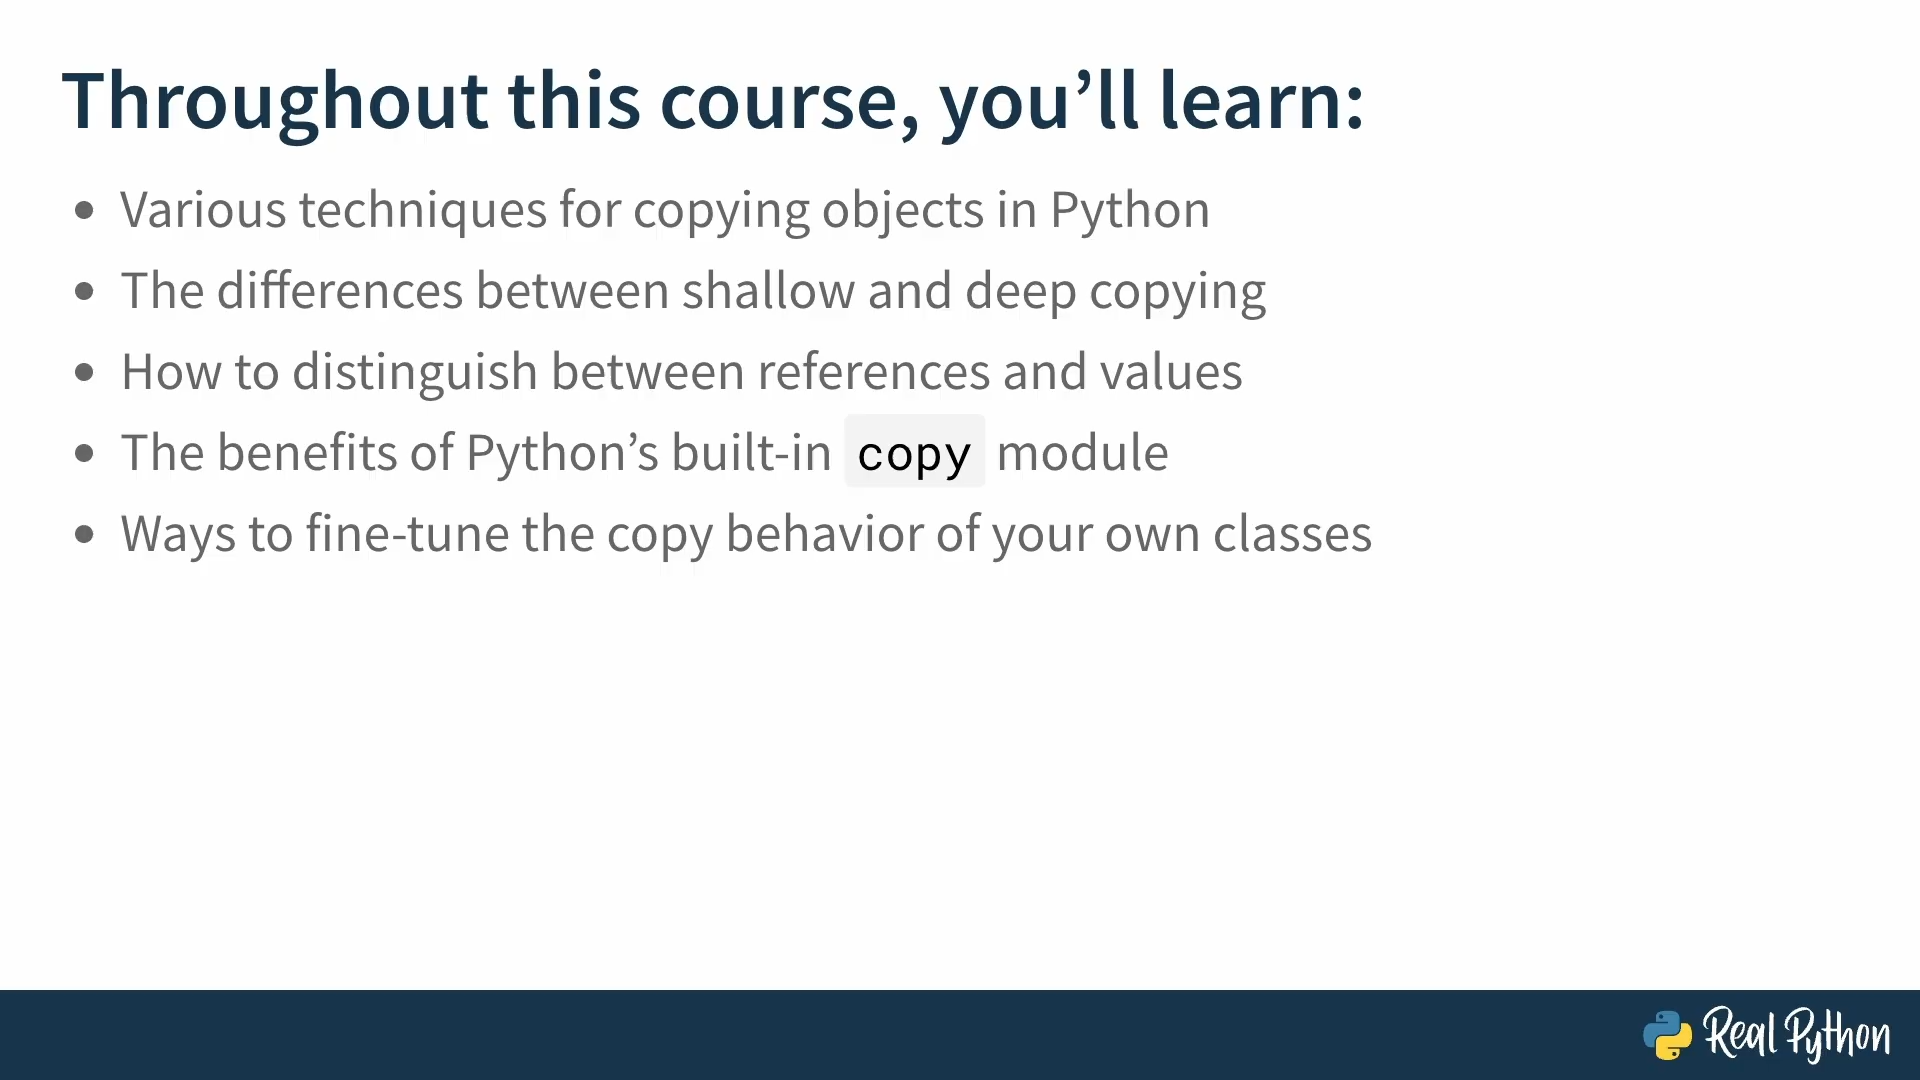 Throughout this course, you’ll learn:
• Various techniques for copying objects in Python
• The differences between shallow and deep copying
• How to distinguish between references and values
• The benefits of Python’s built-in copy module
• Ways to fine-tune the copy behavior of your own classes
Real Python